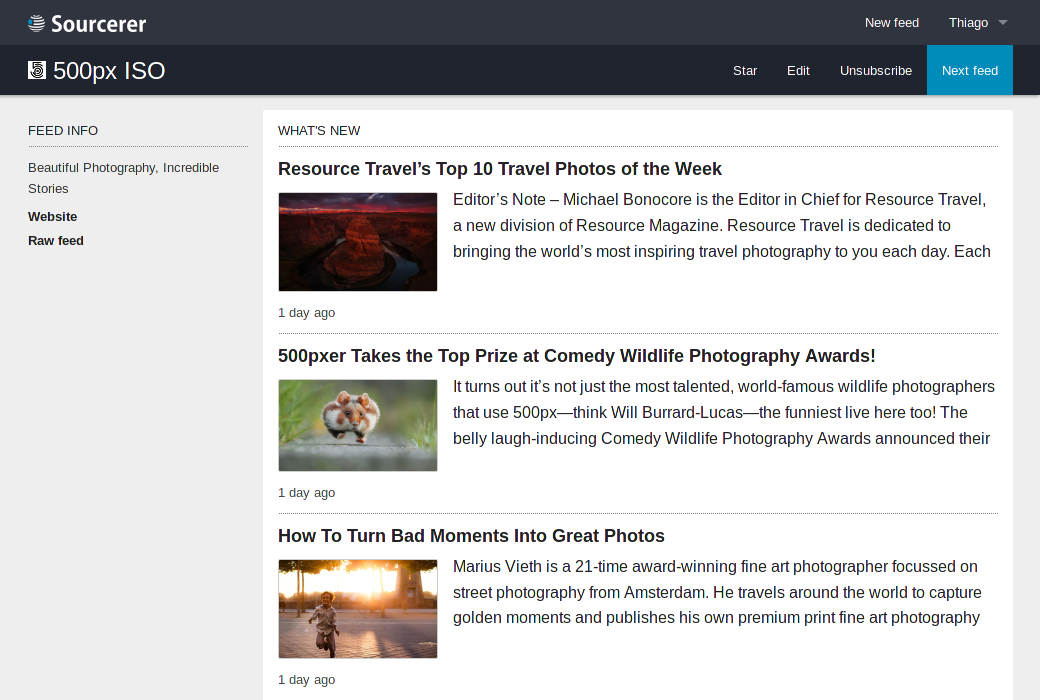 Sourcerer
New feed
Thiago
500px ISO
Star
Edit
Unsubscribe
Next feed
FEED INFO
Beautiful Photography, Incredible
Stories
Website
Raw feed
WHAT'S NEW
Resource Travel’s Top 10 Travel Photos of the Week
Editor’s Note – Michael Bonocore is the Editor in Chief for Resource Travel,
a new division of Resource Magazine. Resource Travel is dedicated to
bringing the world’s most inspiring travel photography to you each day. Each
1 day ago
500pxer Takes the Top Prize at Comedy Wildlife Photography Awards!
It turns out it’s not just the most talented, world-famous wildlife photographers
that use 500px—think Will Burrard-Lucas—the funniest live here too! The
belly laugh-inducing Comedy Wildlife Photography Awards announced their
1 day ago
How To Turn Bad Moments Into Great Photos
Marius Vieth is a 21-time award-winning fine art photographer focussed on
street photography from Amsterdam. He travels around the world to capture
golden moments and publishes his own premium print fine art photography
1 day ago